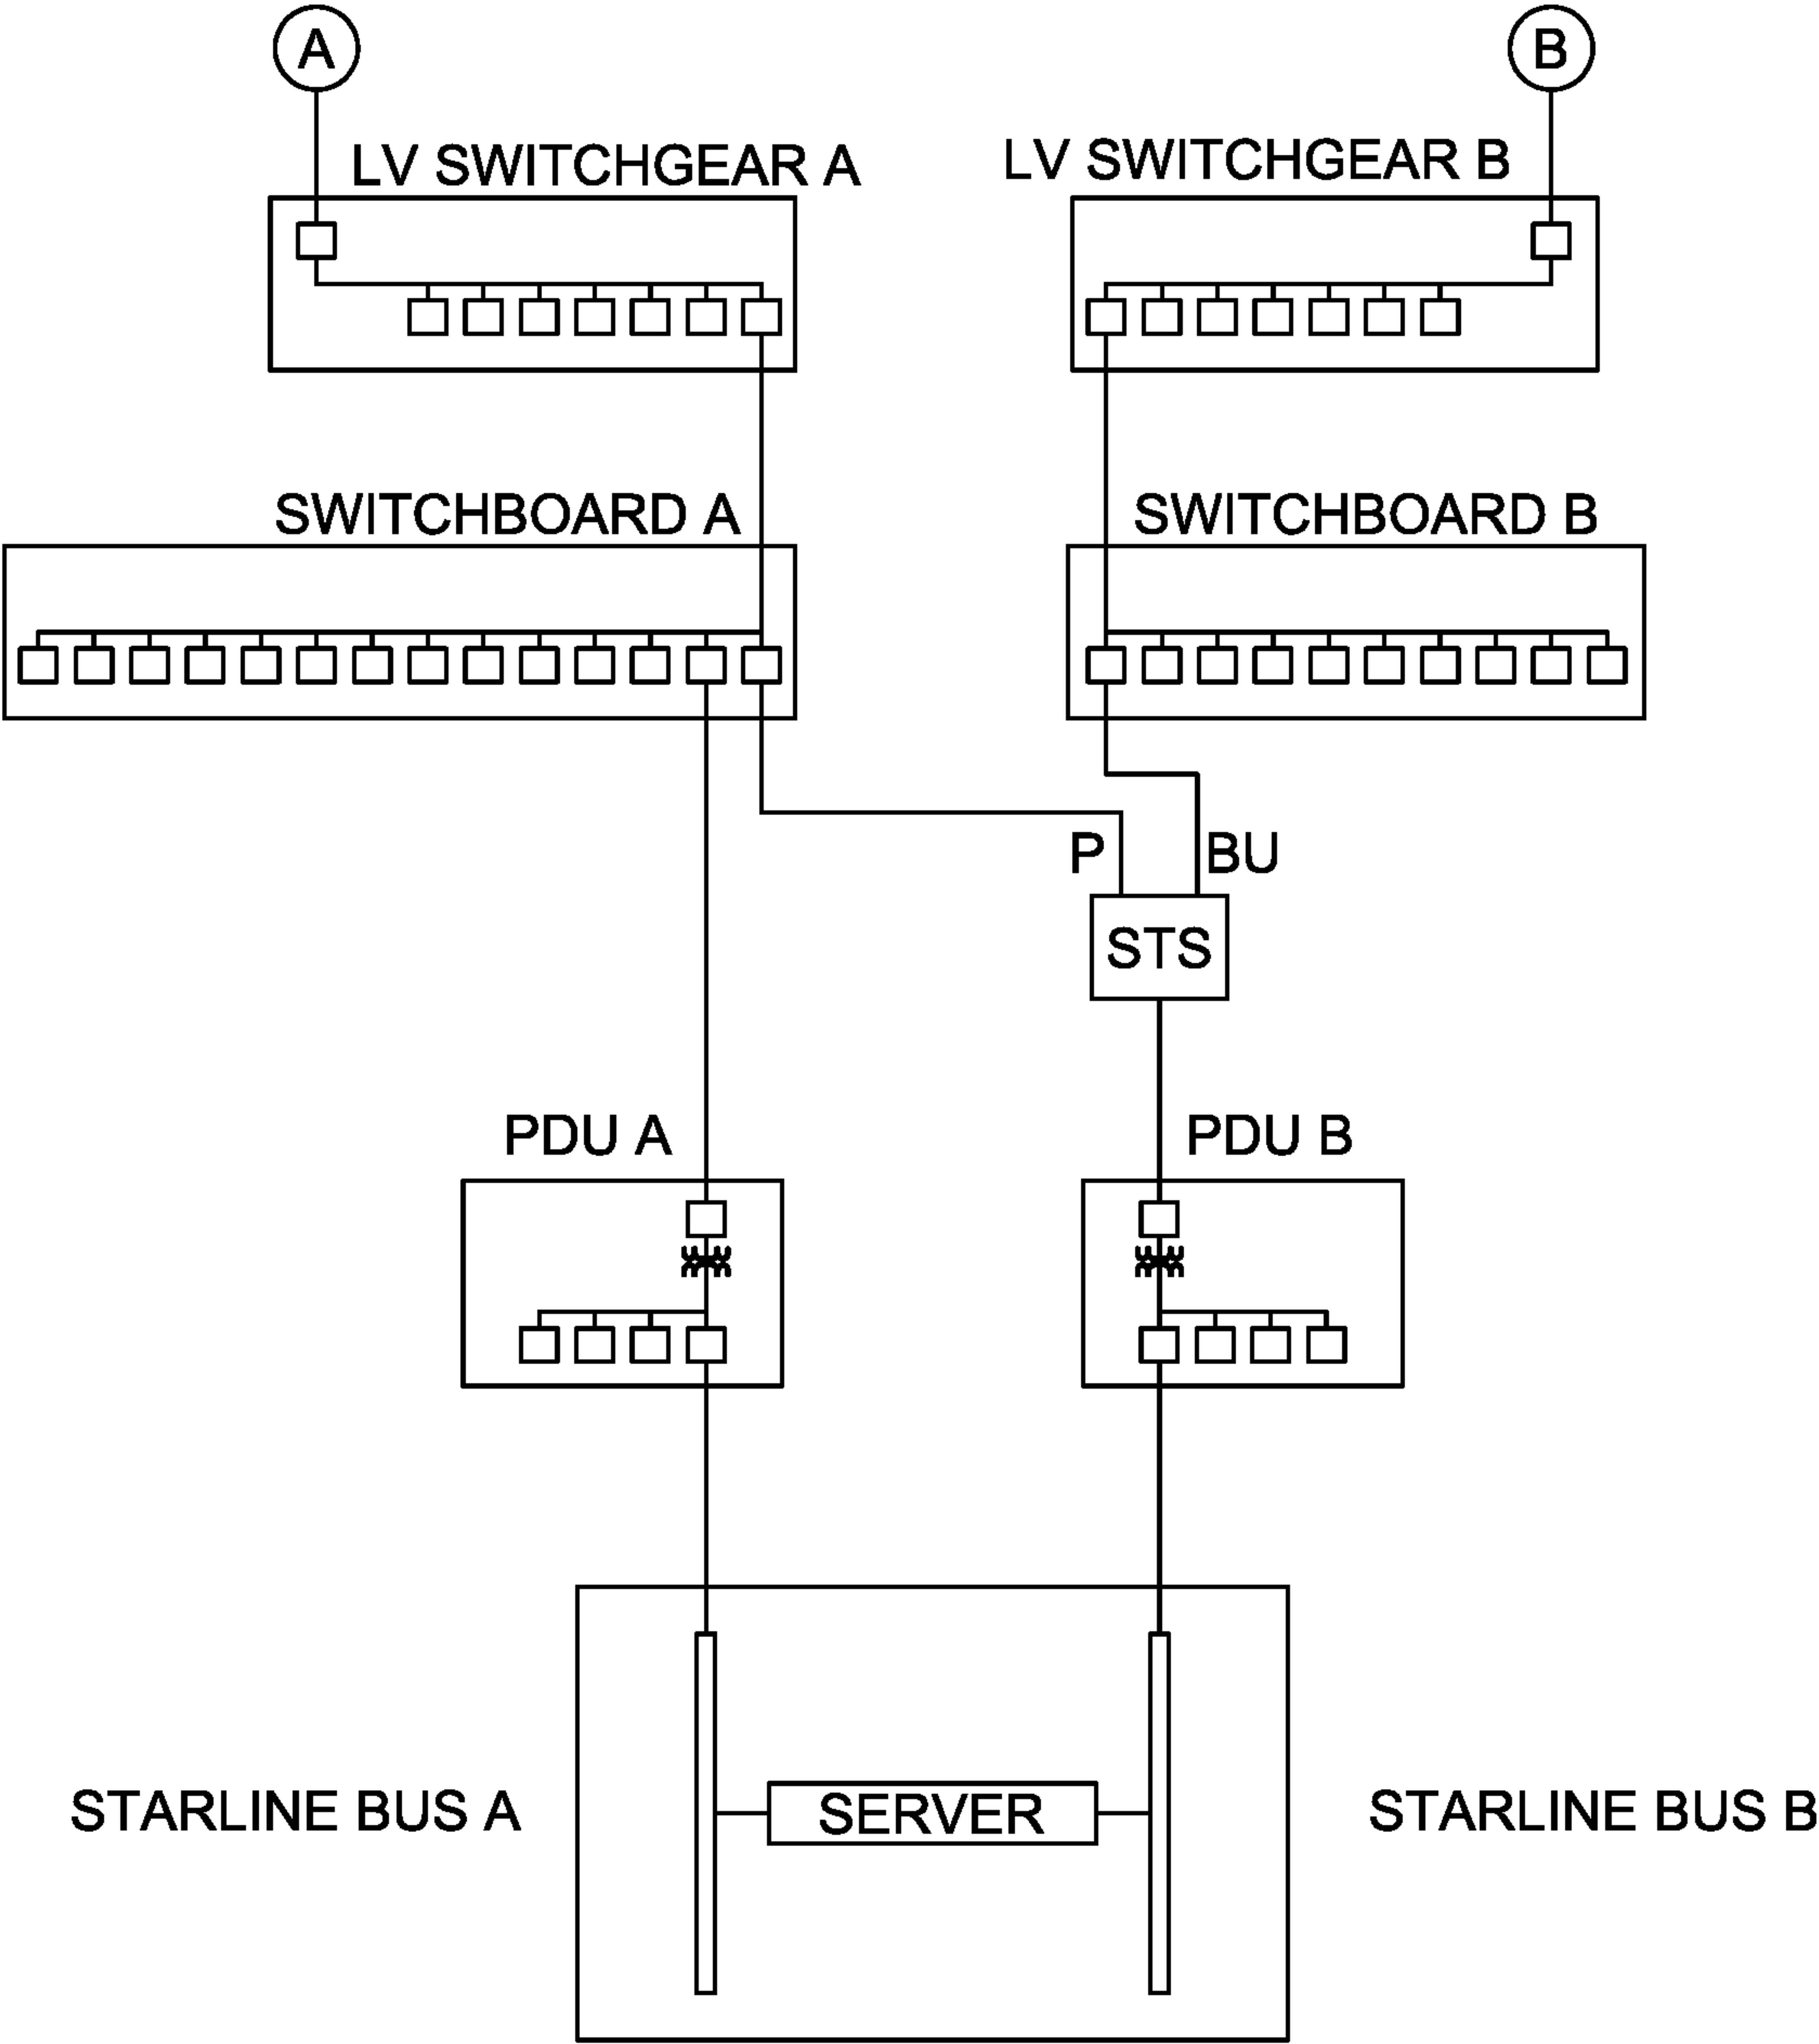 A
B
LV SWITCHGEAR A
LV SWITCHGEAR B
SWITCHBOARD A
SWITCHBOARD B
P
BU
STS
PDU A
PDU B
STARLINE BUS A
SERVER
STARLINE BUS B